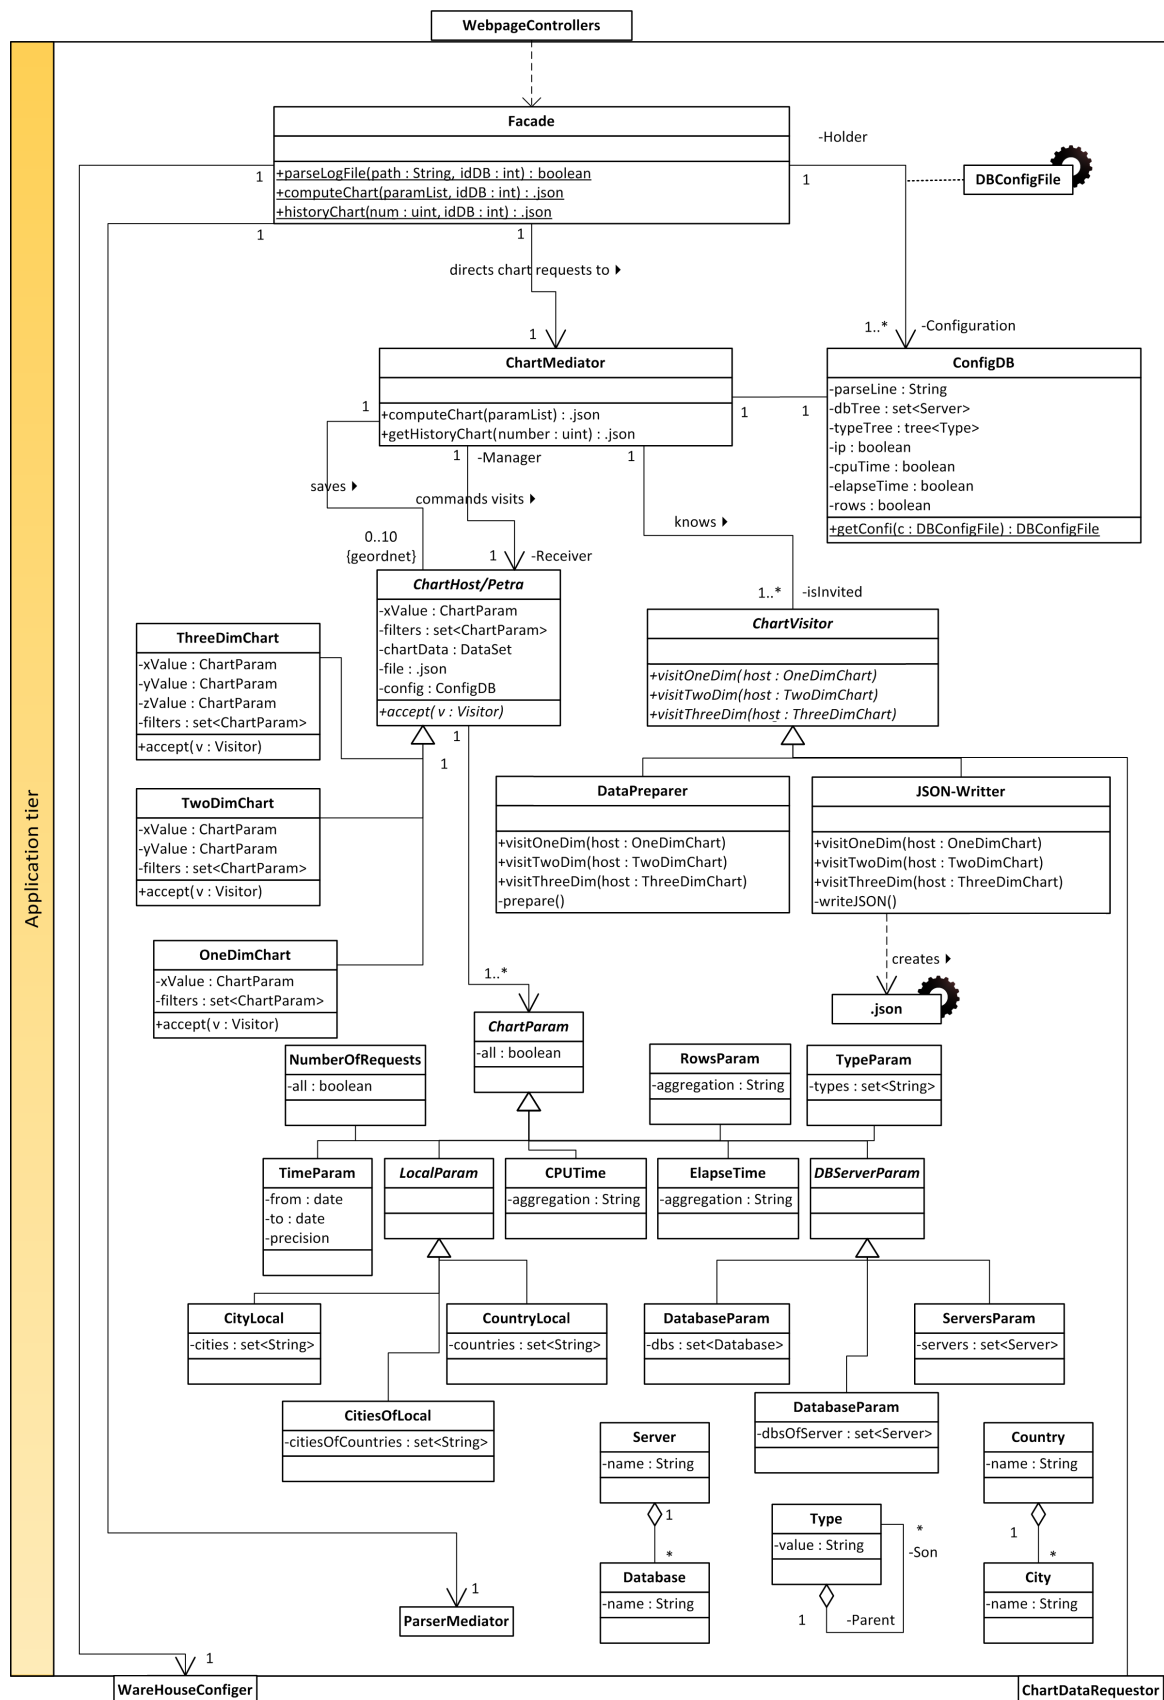 WebpageControllers
Application tier
Facade
+parseLogFile(path : String, idDB : int) : boolean
+computeChart(paramList, idDB : int) : .json
+historyChart(num : uint, idDB : int) : .json
-Holder
1
1
1
1
DBConfigFile
directs chart requests to
1
1..*
-Configuration
ChartMediator
+computeChart(paramList) : .json
+getHistoryChart(number : uint) : .json
1
1
1
1
-Manager
1
ConfigDB
-parseLine : String
-dbTree : set<Server>
-typeTree : tree<Type>
-ip : boolean
-cpuTime : boolean
-elapseTime : boolean
-rows : boolean
+getConfi(c : DBConfigFile) : DBConfigFile
saves
commands visits
knows
0..10
{geordnet}
1
-Receiver
1..*
-isInvited
ChartHost/Petra
-xValue : ChartParam
-filters : set<ChartParam>
-chartData : DataSet
-file : .json
-config : ConfigDB
+accept( v : Visitor)
1
1
ChartVisitor
+visitOneDim(host : OneDimChart)
+visitTwoDim(host : TwoDimChart)
+visitThreeDim(host : ThreeDimChart)
ThreeDimChart
-xValue : ChartParam
-yValue : ChartParam
-zValue : ChartParam
-filters : set<ChartParam>
+accept( v : Visitor)
TwoDimChart
-xValue : ChartParam
-yValue : ChartParam
-filters : set<ChartParam>
+accept( v : Visitor)
DataPreparer
+visitOneDim(host : OneDimChart)
+visitTwoDim(host : TwoDimChart)
+visitThreeDim(host : ThreeDimChart)
-prepare()
JSON-Writter
+visitOneDim(host : OneDimChart)
+visitTwoDim(host : TwoDimChart)
+visitThreeDim(host : ThreeDimChart)
-writeJSON()
OneDimChart
-xValue : ChartParam
-filters : set<ChartParam>
+accept( v : Visitor)
creates
.json
1..*
ChartParam
-all : boolean
NumberOfRequests
-all : boolean
RowsParam
-aggregation : String
TypeParam
-types : set<String>
TimeParam
-from : date
-to : date
-precision
LocalParam
CPUTime
-aggregation : String
ElapseTime
-aggregation : String
DBServerParam
CityLocal
-cities : set<String>
CountryLocal
-countries : set<String>
DatabaseParam
-dbs : set<Database>
ServersParam
-servers : set<Server>
CitiesOfLocal
-citiesOfCountries : set<String>
DatabaseParam
-dbsOfServer : set<Server>
Server
-name : String
1
*
Database
-name : String
Type
-value : String
*
-Son
1
-Parent
Country
-name : String
1
*
City
-name : String
1
ParserMediator
1
WareHouseConfiger
ChartDataRequestor